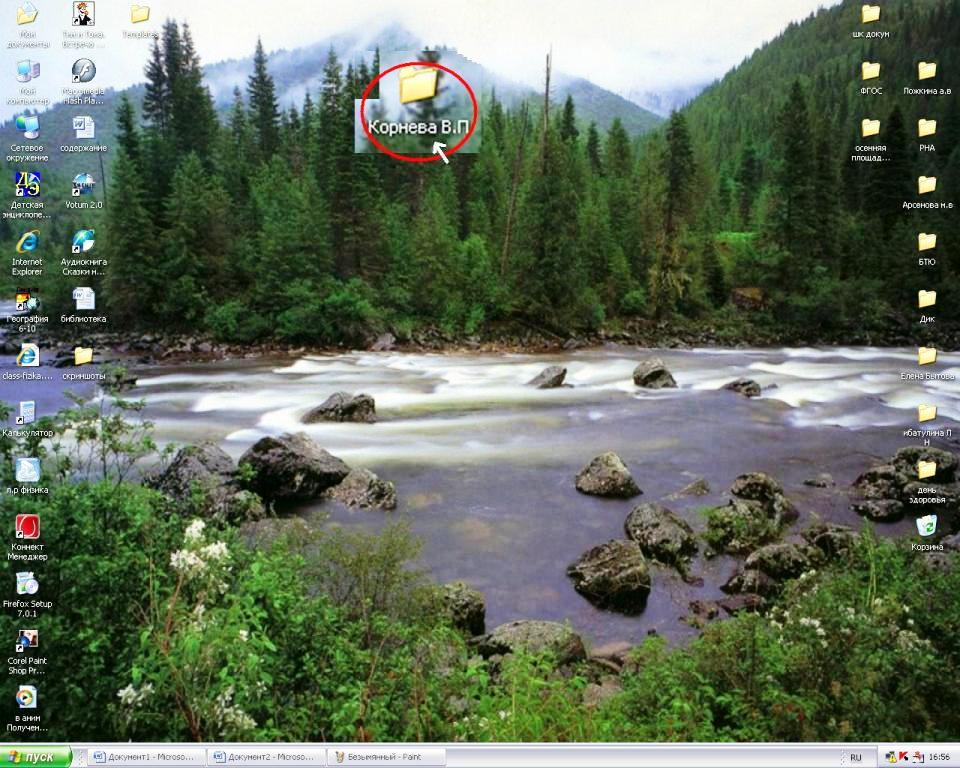 Мои
документы
Тим и Тома.
Встреча ...
Templates
Мой
компьютер
Macromedia
Flash Pla...
Сетевое
окружение
содержание
Детская
энциклопе...
Votum 2.0
Internet
Explorer
Аудиокнига
Сказки н...
География
6-10
библиотека
class-fizika....
скриншоты
Калькулятор
л.р физика
Коннект
Менеджер
Firefox Setup
7.0.1
Corel Paint
Shop Pr...
в аним
Получен...
Корнева В.П
шк докум
ФГОС
Пожкина а.в
осенняя
площад...
РНА
Арсенова н.в
БТЮ
Дик
Елена Бытова
ибатулина Л
Н
день
здоровья
Корзина
пуск
Документ1 - Microso...
Документ2 - Microso...
Безымянный - Paint
RU
16:56